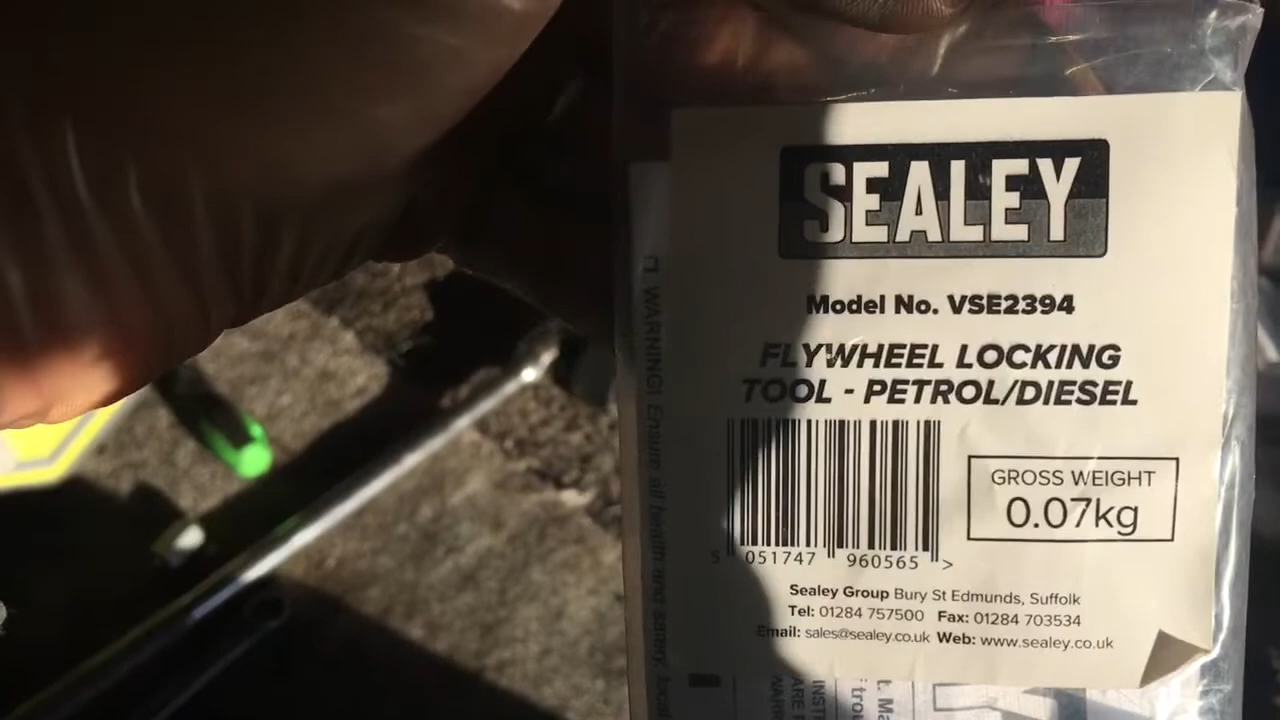 SEALEY
Model No. VSE2394
FLYWHEEL LOCKING
TOOL - PETROL/DIESEL
GROSS WEIGHT
0.07kg
5 051747 960565 >
Sealey Group Bury St Edmunds, Suffolk
Tel: 01284 757500 Fax: 01284 703534
Email: sales@sealey.co.uk Web: www.sealey.co.uk
WARNING! Ensure all health and safety, local